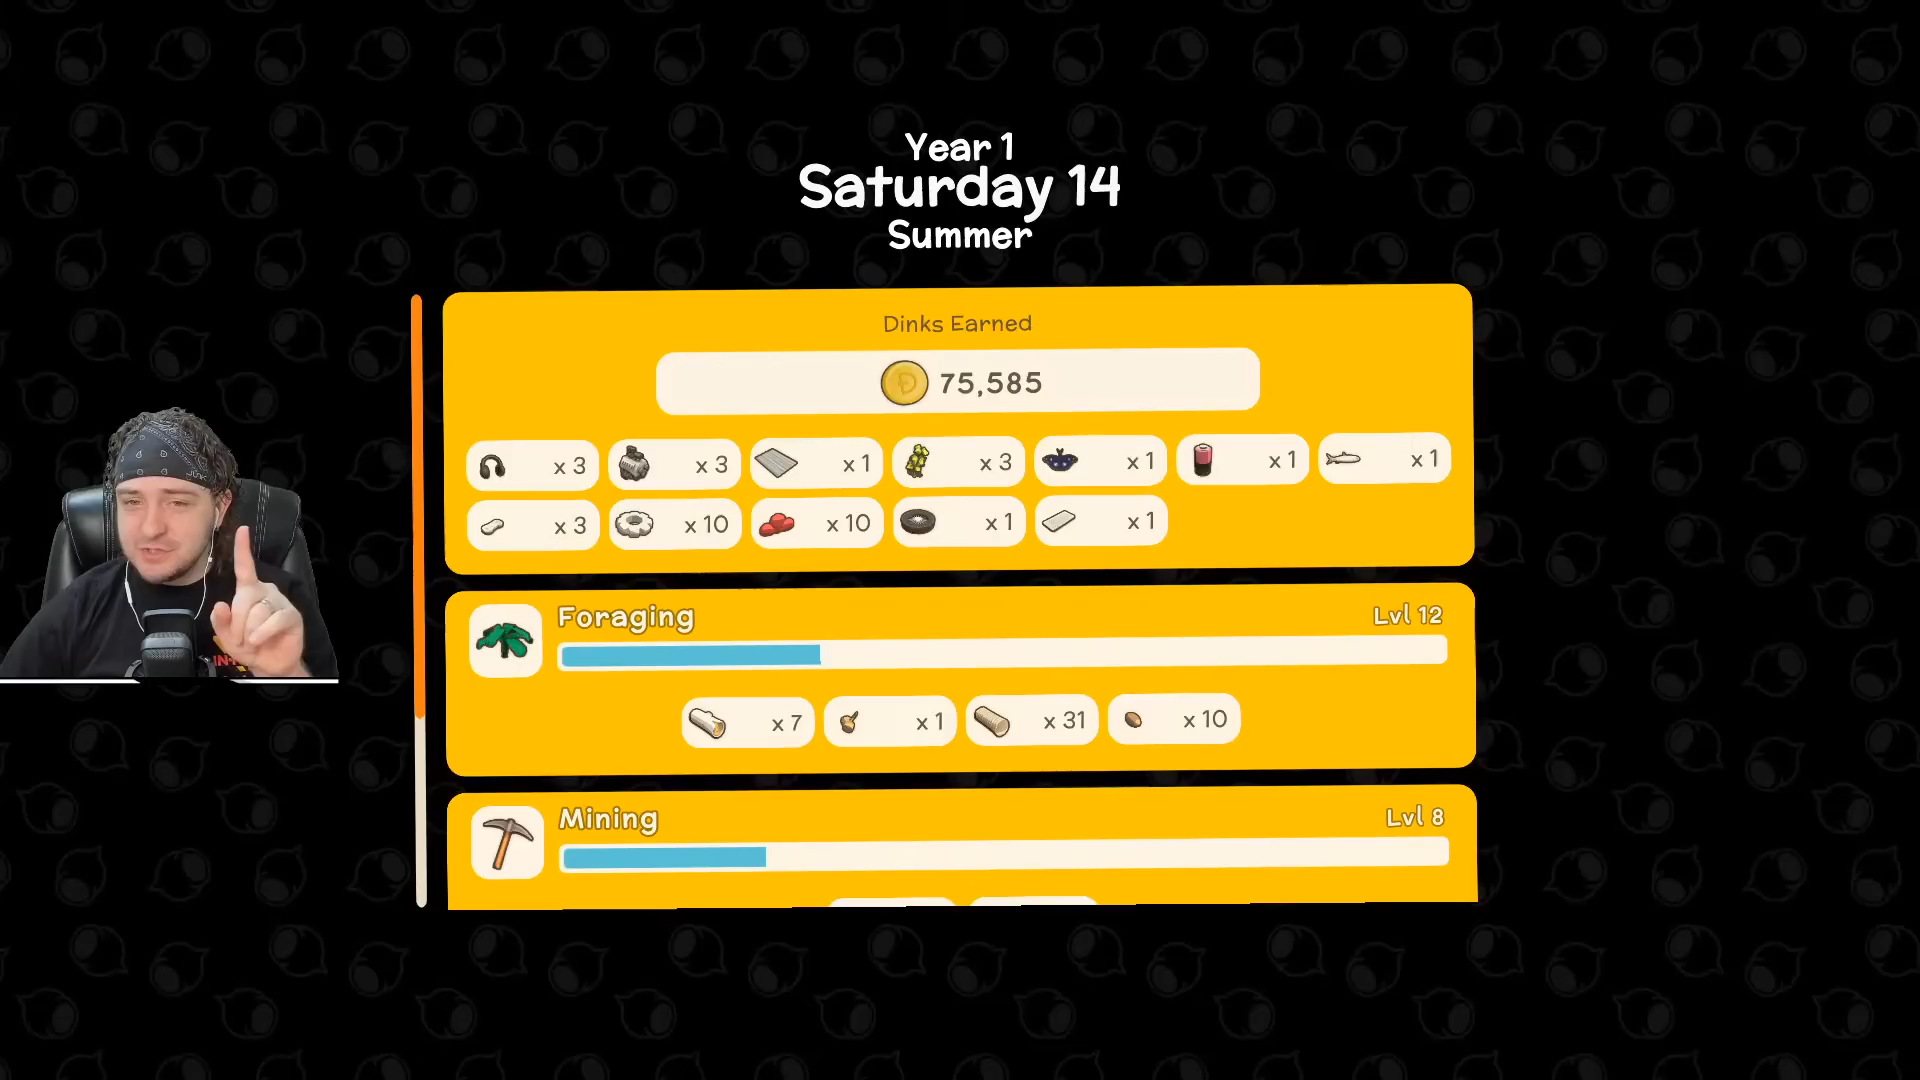 Year 1
Saturday 14
Summer
Dinks Earned
75,585
x 3
x 3
x 1
x 3
x 1
x 1
x 1
x 3
x 10
x 10
x 1
x 1
Foraging
Lvl 12
x 7
x 1
x 31
x 10
Mining
Lvl 8